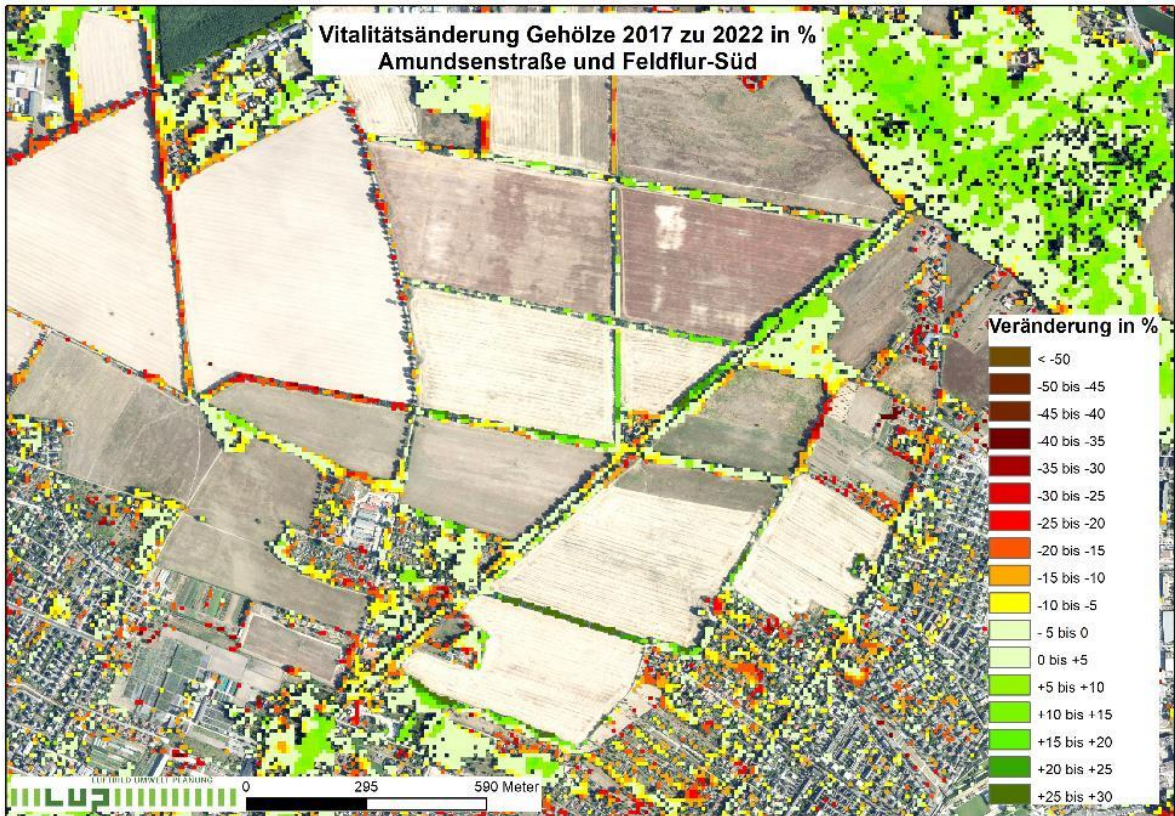 Vitalitätsänderung Gehölze 2017 zu 2022 in %
Amundsenstraße und Feldflur-Süd
Veränderung in %
< -50
-50 bis -45
-45 bis -40
-40 bis -35
-35 bis -30
-30 bis -25
-25 bis -20
-20 bis -15
-15 bis -10
-10 bis -5
- 5 bis 0
0 bis +5
+5 bis +10
+10 bis +15
+15 bis +20
+20 bis +25
+25 bis +30
LUFTBILD UMWELT PLANUNG
LUP
0 295 590 Meter